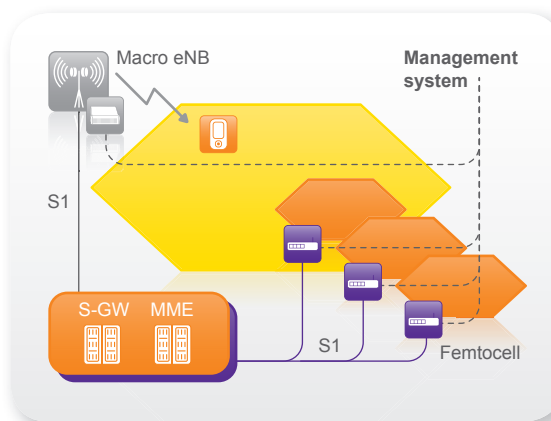 Macro eNB
Management
system
S1
S-GW MME
S1
Femtocell